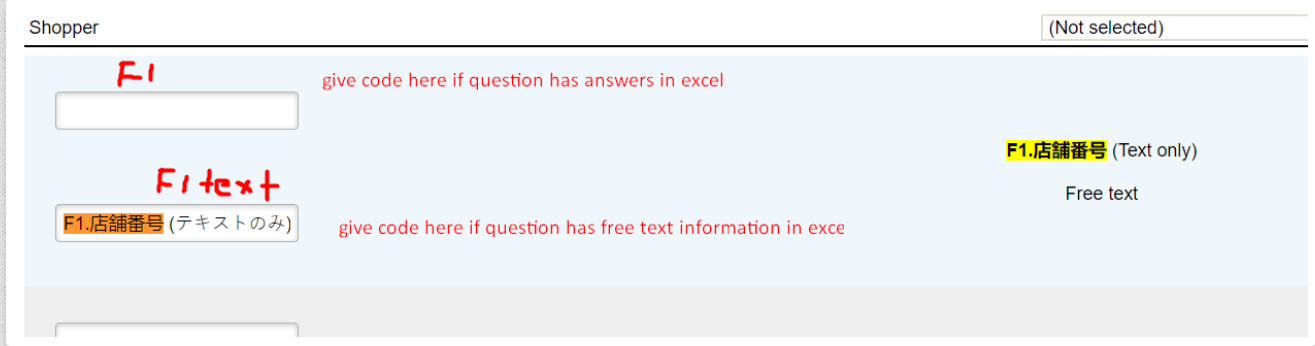 Shopper
(Not selected)
F1
give code here if question has answers in excel
F1.店舗番号 (Text only)
F1 text
Free text
F1.店舗番号 (テキストのみ)
give code here if question has free text information in exce